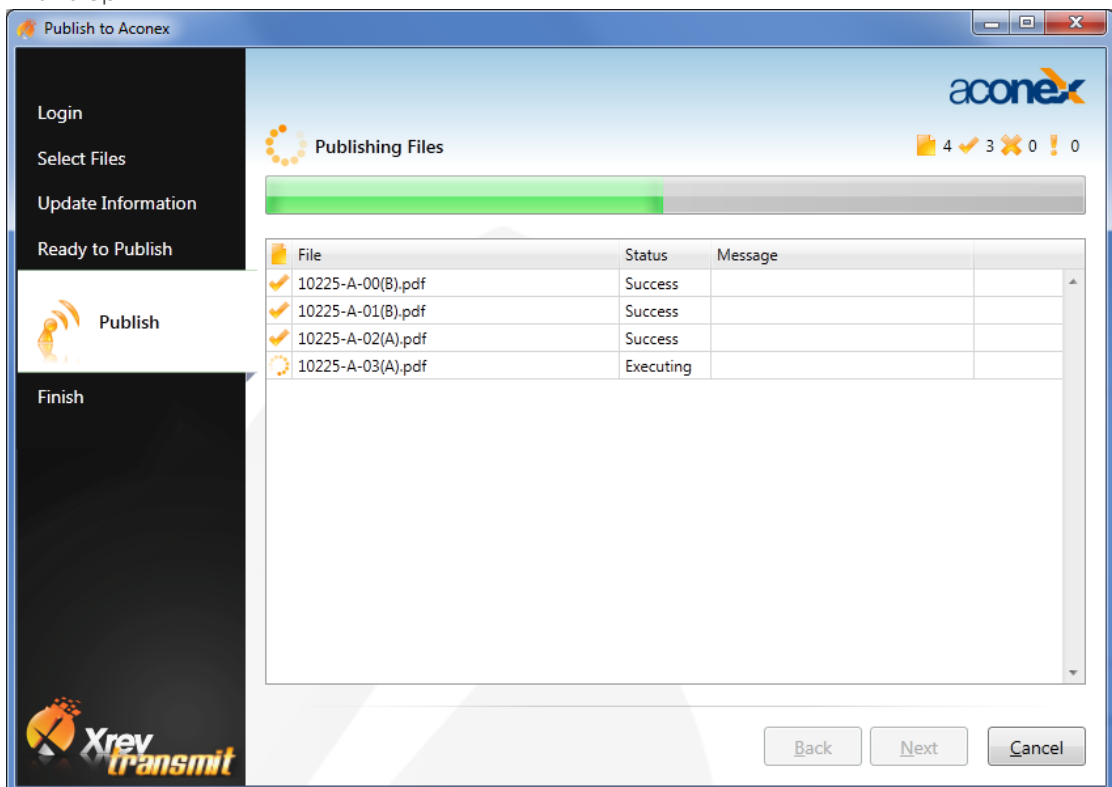 Publish to Aconex
aconex
Login
Select Files
Update Information
Ready to Publish
Publish
Finish
Publishing Files
4 3 0 0
File Status Message
10225-A-00(B).pdf Success
10225-A-01(B).pdf Success
10225-A-02(A).pdf Success
10225-A-03(A).pdf Executing
Xrev
transmit
Back Next Cancel